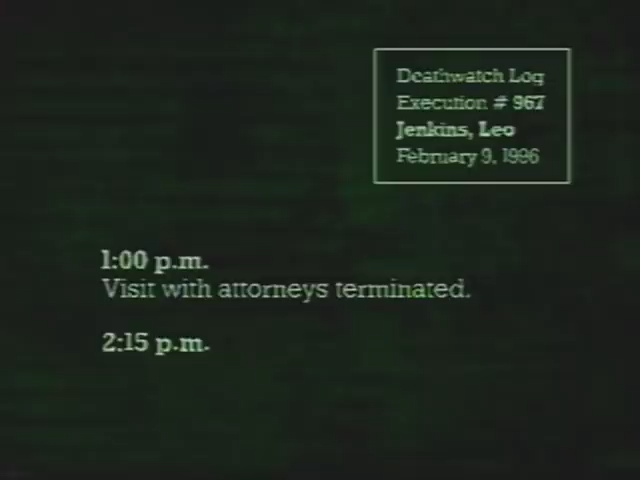 Deathwatch Log
Execution # 967
Jenkins, Leo
February 9, 1996
1:00 p.m.
Visit with attorneys terminated.
2:15 p.m.